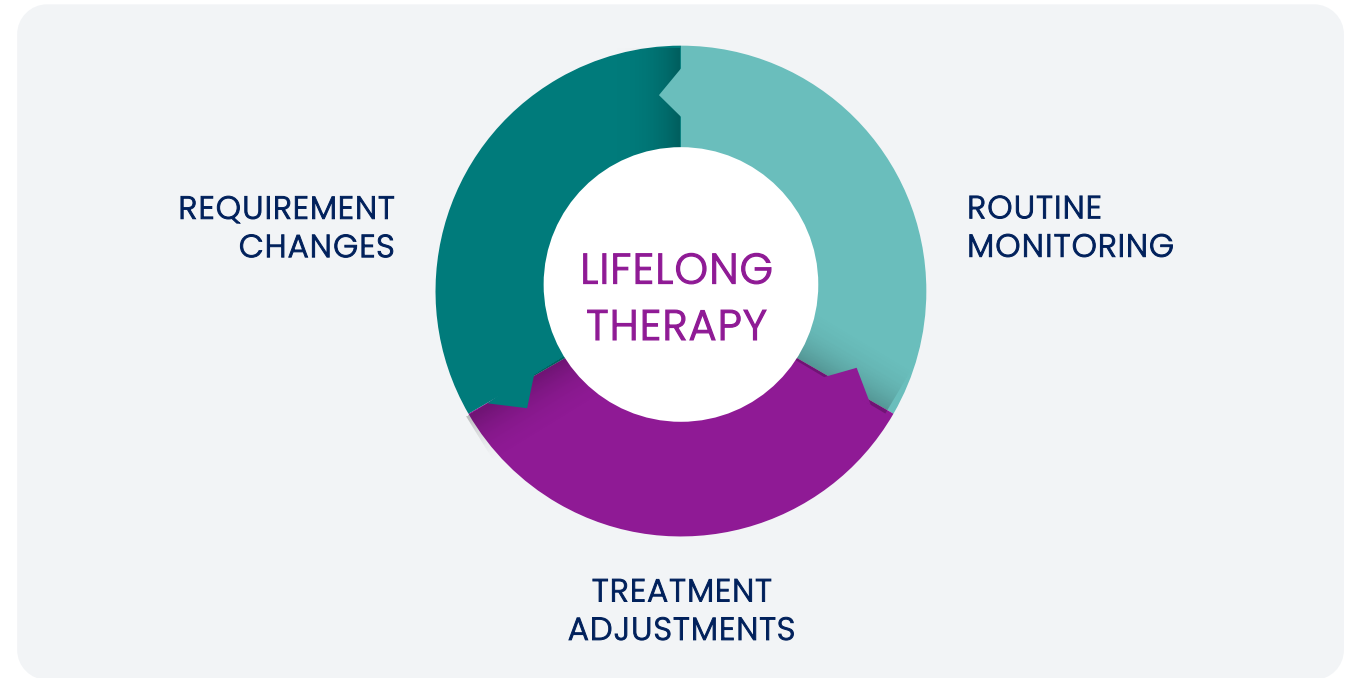 REQUIREMENT
CHANGES
LIFELONG
THERAPY
ROUTINE
MONITORING
TREATMENT
ADJUSTMENTS